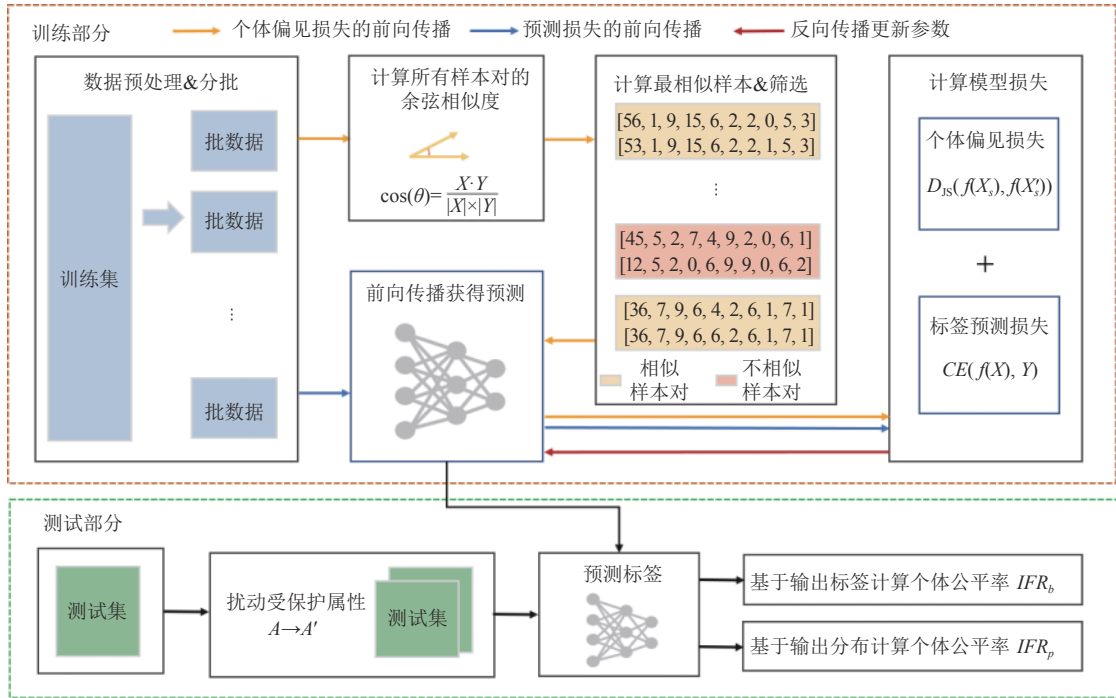 训练部分
个体偏见损失的前向传播
预测损失的前向传播
反向传播更新参数
数据预处理&分批
训练集
批数据
批数据
⋮
批数据
计算所有样本对的
余弦相似度
cos(θ)=X·Y/|X|×|Y|
计算最相似样本&筛选
[56, 1, 9, 15, 6, 2, 2, 0, 5, 3]
[53, 1, 9, 15, 6, 2, 2, 1, 5, 3]
⋮
[45, 5, 2, 7, 4, 9, 2, 0, 6, 1]
[12, 5, 2, 0, 6, 9, 9, 0, 6, 2]
[36, 7, 9, 6, 4, 2, 6, 1, 7, 1]
[36, 7, 9, 6, 6, 2, 6, 1, 7, 1]
相似
样本对
不相似
样本对
前向传播获得预测
计算模型损失
个体偏见损失
D_JS(f(X_s), f(X′_s))
+
标签预测损失
CE(f(X), Y)
测试部分
测试集
扰动受保护属性
A→A′
测试集
预测标签
基于输出标签计算个体公平率 IFR_b
基于输出分布计算个体公平率 IFR_p